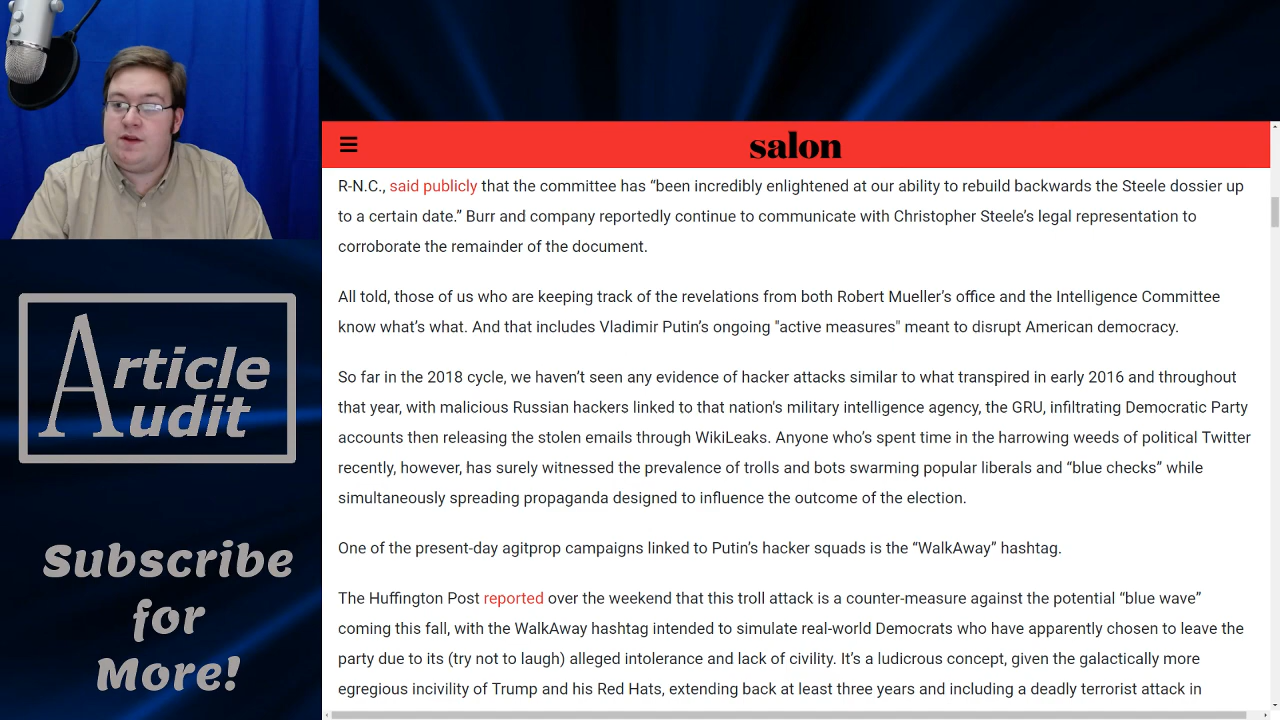 salon
R-N.C., said publicly that the committee has “been incredibly enlightened at our ability to rebuild backwards the Steele dossier up
to a certain date.” Burr and company reportedly continue to communicate with Christopher Steele’s legal representation to
corroborate the remainder of the document.
All told, those of us who are keeping track of the revelations from both Robert Mueller’s office and the Intelligence Committee
know what’s what. And that includes Vladimir Putin’s ongoing "active measures" meant to disrupt American democracy.
So far in the 2018 cycle, we haven’t seen any evidence of hacker attacks similar to what transpired in early 2016 and throughout
that year, with malicious Russian hackers linked to that nation's military intelligence agency, the GRU, infiltrating Democratic Party
accounts then releasing the stolen emails through WikiLeaks. Anyone who’s spent time in the harrowing weeds of political Twitter
recently, however, has surely witnessed the prevalence of trolls and bots swarming popular liberals and “blue checks” while
simultaneously spreading propaganda designed to influence the outcome of the election.
One of the present-day agitprop campaigns linked to Putin’s hacker squads is the “WalkAway” hashtag.
The Huffington Post reported over the weekend that this troll attack is a counter-measure against the potential “blue wave”
coming this fall, with the WalkAway hashtag intended to simulate real-world Democrats who have apparently chosen to leave the
party due to its (try not to laugh) alleged intolerance and lack of civility. It’s a ludicrous concept, given the galactically more
egregious incivility of Trump and his Red Hats, extending back at least three years and including a deadly terrorist attack in
Article
Audit
Subscribe
for
More!